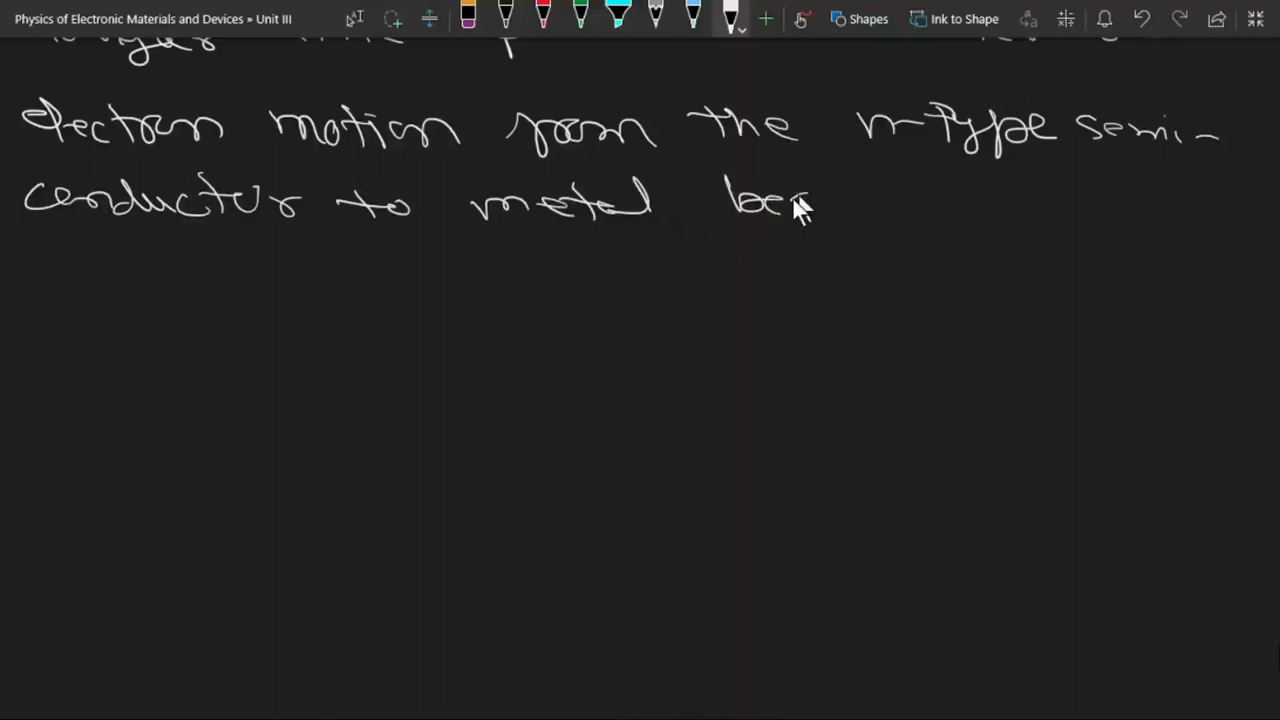 Physics of Electronic Materials and Devices » Unit III
Shapes
Ink to Shape
electron motion from the n-type semi-
conductor to metal bec